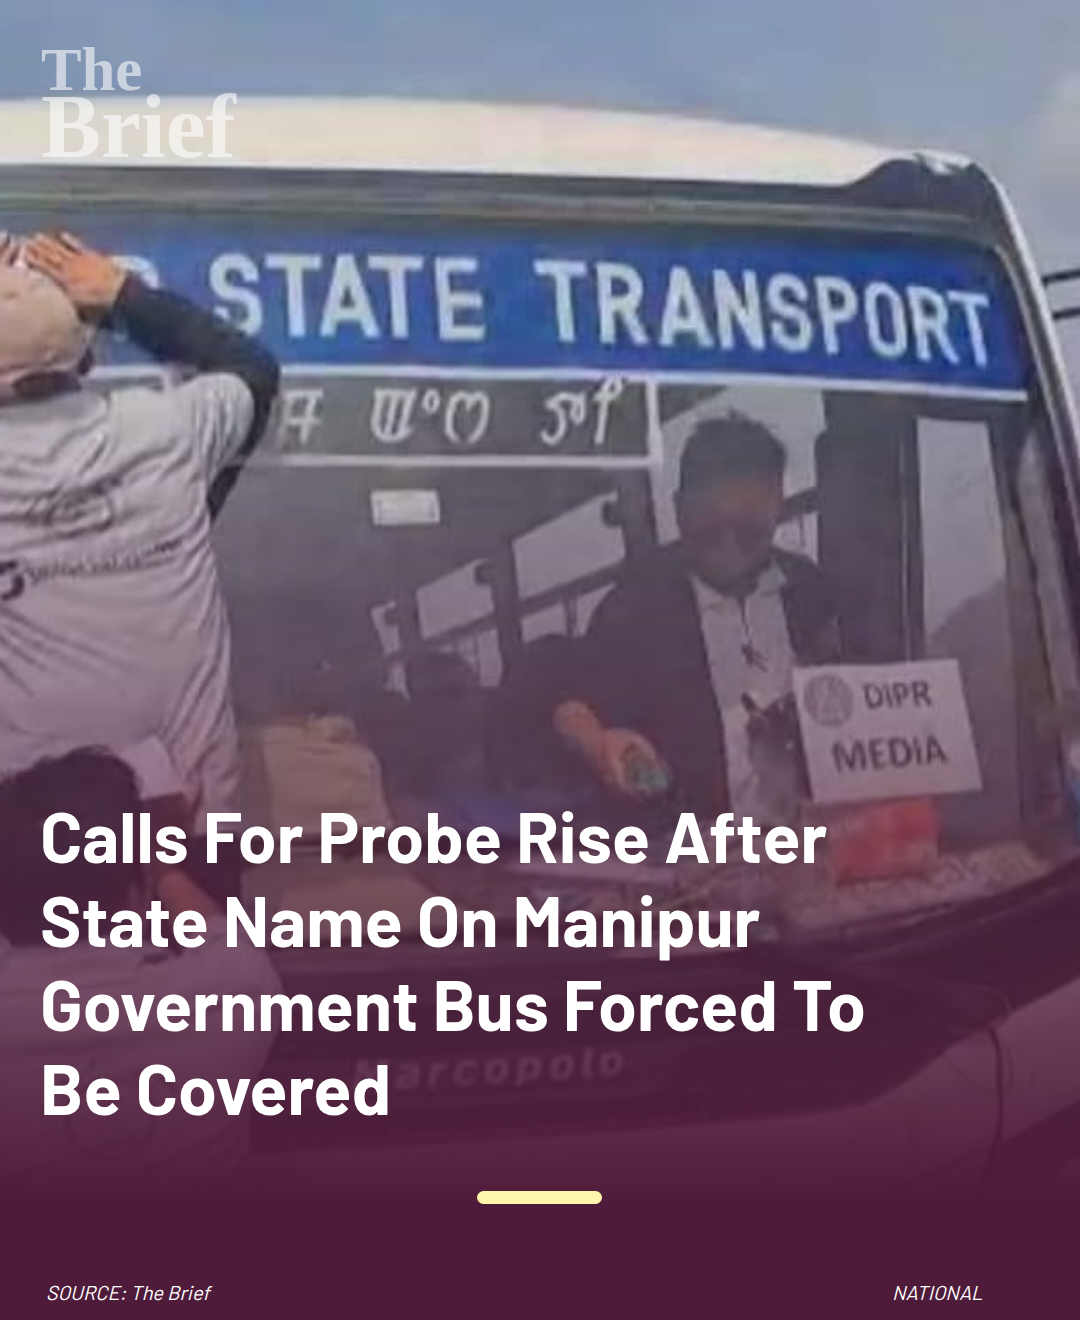 The
Brief
STATE TRANSPORT
DIPR
MEDIA
Calls For Probe Rise After
State Name On Manipur
Government Bus Forced To
Be Covered
Marcopolo
SOURCE: The Brief
NATIONAL